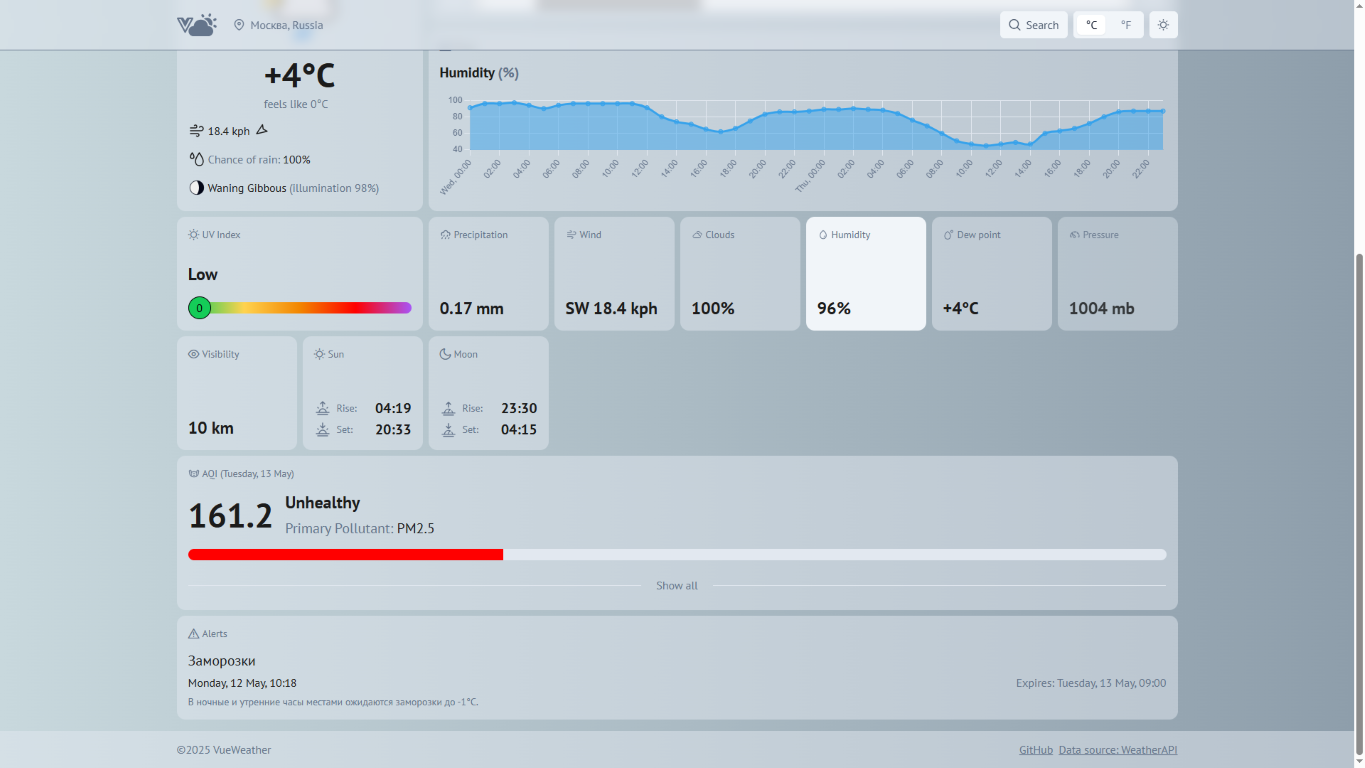 Москва, Russia
Search
°C
°F
+4°C
feels like 0°C
18.4 kph
Chance of rain: 100%
Waning Gibbous (illumination 98%)
Humidity (%)
100
80
60
40
Wed, 00:00
02:00
04:00
06:00
08:00
10:00
12:00
14:00
16:00
18:00
20:00
22:00
Thu, 00:00
02:00
04:00
06:00
08:00
10:00
12:00
14:00
16:00
18:00
20:00
22:00
UV Index
Low
0
Precipitation
0.17 mm
Wind
SW 18.4 kph
Clouds
100%
Humidity
96%
Dew point
+4°C
Pressure
1004 mb
Visibility
10 km
Sun
Rise: 04:19
Set: 20:33
Moon
Rise: 23:30
Set: 04:15
AQI (Tuesday, 13 May)
161.2
Unhealthy
Primary Pollutant: PM2.5
Show all
Alerts
Заморозки
Monday, 12 May, 10:18
Expires: Tuesday, 13 May, 09:00
В ночные и утренние часы местами ожидаются заморозки до -1°C.
©2025 VueWeather
GitHub Data source: WeatherAPI